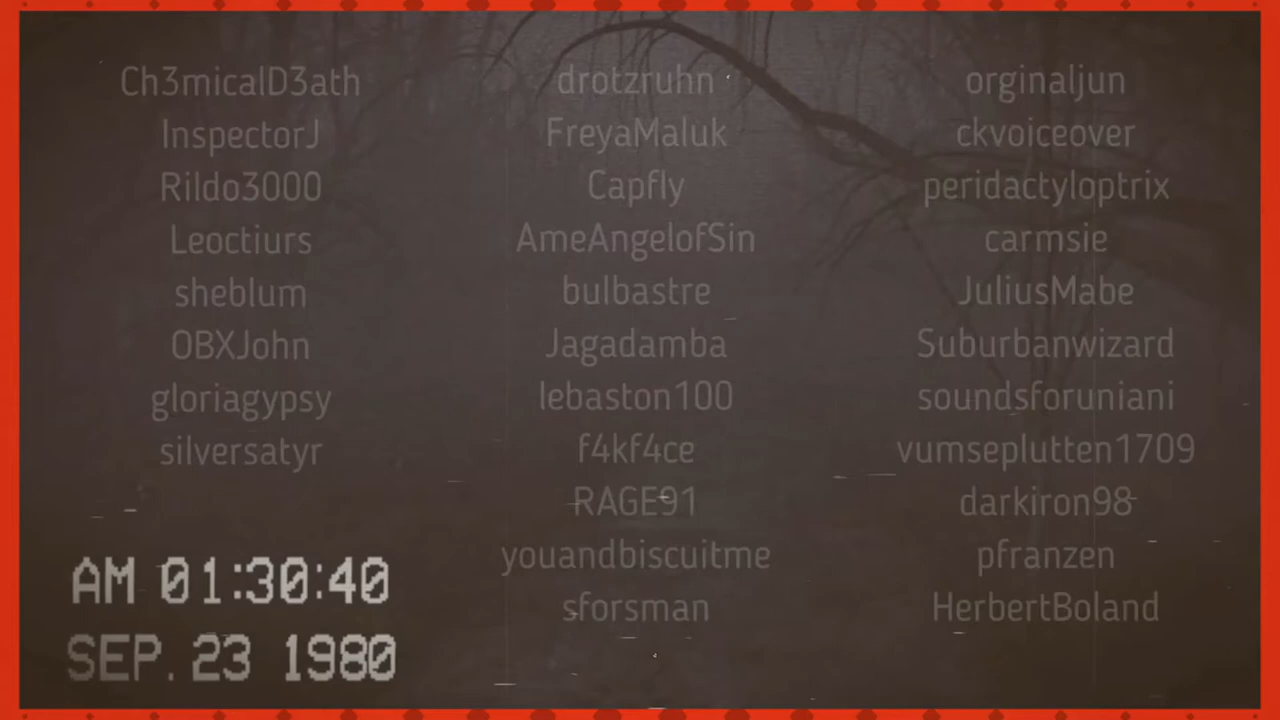 Ch3micalD3ath
InspectorJ
Rildo3000
Leoctiurs
sheblum
OBXJohn
gloriagypsy
silversatyr
drotzruhn
FreyaMaluk
Capfly
AmeAngelofSin
bulbastre
Jagadamba
lebaston100
f4kf4ce
RAGE91
youandbiscuitme
sforsman
orginaljun
ckvoiceover
peridactyloptrix
carmsie
JuliusMabe
Suburbanwizard
soundsforuniani
vumseplutten1709
darkiron98
pfranzen
HerbertBoland
AM 01:30:40
SEP. 23 1980